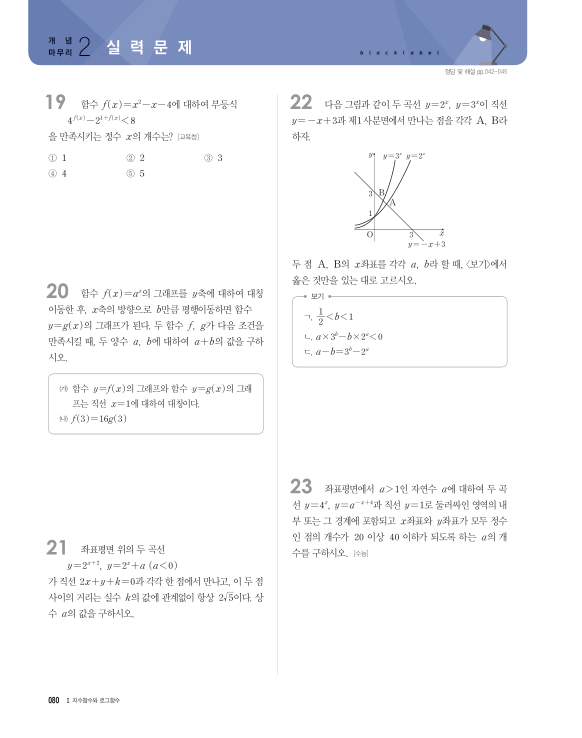 개 념
마무리 2 실 력 문 제
b l a c k l a b e l
정답 및 해설 pp.042~045
19 함수 f(x)=x²-x-4에 대하여 부등식
4^{f(x)}-2^{1+f(x)}<8
을 만족시키는 정수 x의 개수는? [교육청]
① 1 ② 2 ③ 3
④ 4 ⑤ 5
20 함수 f(x)=a^x의 그래프를 y축에 대하여 대칭
이동한 후, x축의 방향으로 b만큼 평행이동하면 함수
y=g(x)의 그래프가 된다. 두 함수 f, g가 다음 조건을
만족시킬 때, 두 양수 a, b에 대하여 a+b의 값을 구하
시오.
㈎ 함수 y=f(x)의 그래프와 함수 y=g(x)의 그래
프는 직선 x=1에 대하여 대칭이다.
㈏ f(3)=16g(3)
21 좌표평면 위의 두 곡선
y=2^{x+2}, y=2^x+a (a<0)
가 직선 2x+y+k=0과 각각 한 점에서 만나고, 이 두 점
사이의 거리는 실수 k의 값에 관계없이 항상 2√5이다. 상
수 a의 값을 구하시오.
22 다음 그림과 같이 두 곡선 y=2^x, y=3^x이 직선
y=-x+3과 제1사분면에서 만나는 점을 각각 A, B라
하자.
y y=3^x y=2^x
3 B
A
1
O 3 x
y=-x+3
두 점 A, B의 x좌표를 각각 a, b라 할 때, 〈보기〉에서
옳은 것만을 있는 대로 고르시오.
보기
ㄱ. 1/2<b<1
ㄴ. a×3^b-b×2^a<0
ㄷ. a-b=3^b-2^a
23 좌표평면에서 a>1인 자연수 a에 대하여 두 곡
선 y=4^x, y=a^{-x+4}과 직선 y=1로 둘러싸인 영역의 내
부 또는 그 경계에 포함되고 x좌표와 y좌표가 모두 정수
인 점의 개수가 20 이상 40 이하가 되도록 하는 a의 개
수를 구하시오. [수능]
080 Ⅱ 지수함수와 로그함수